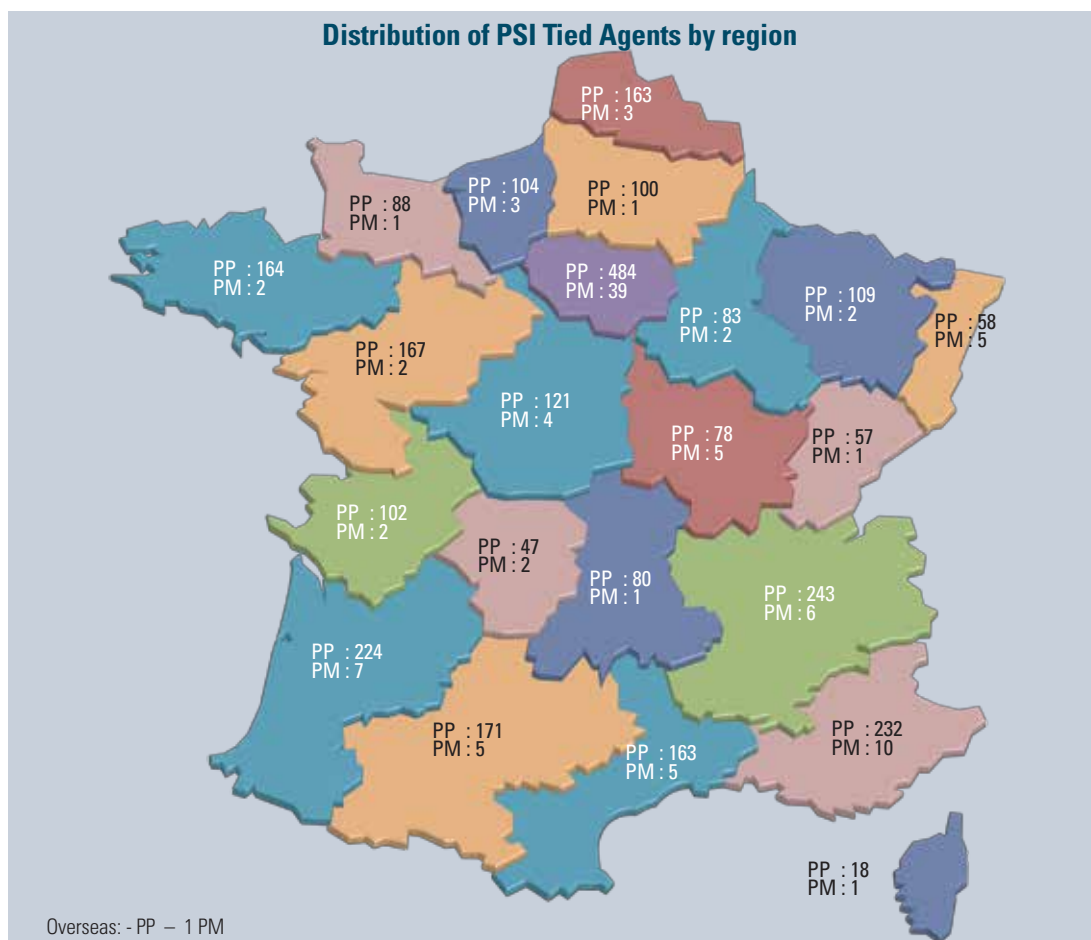 Distribution of PSI Tied Agents by region
PP : 163
PM : 3
PP : 104
PM : 3
PP : 100
PM : 1
PP : 88
PM : 1
PP : 164
PM : 2
PP : 484
PM : 39
PP : 109
PM : 2
PP : 83
PM : 2
PP : 58
PM : 5
PP : 167
PM : 2
PP : 121
PM : 4
PP : 78
PM : 5
PP : 57
PM : 1
PP : 102
PM : 2
PP : 47
PM : 2
PP : 80
PM : 1
PP : 243
PM : 6
PP : 224
PM : 7
PP : 171
PM : 5
PP : 163
PM : 5
PP : 232
PM : 10
PP : 18
PM : 1
Overseas: - PP – 1 PM